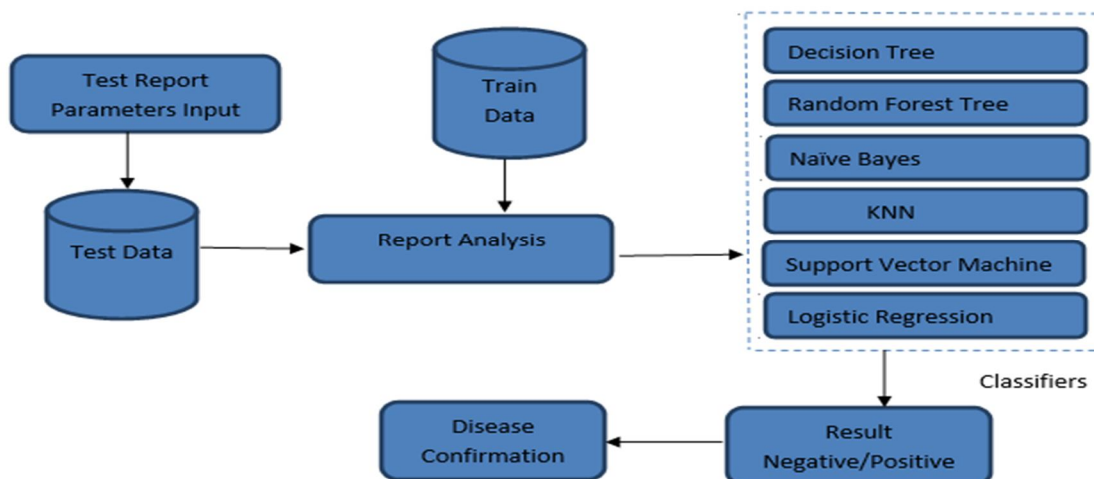 Test Report
Parameters Input
Test Data
Train
Data
Report Analysis
Decision Tree
Random Forest Tree
Naïve Bayes
KNN
Support Vector Machine
Logistic Regression
Classifiers
Result
Negative/Positive
Disease
Confirmation